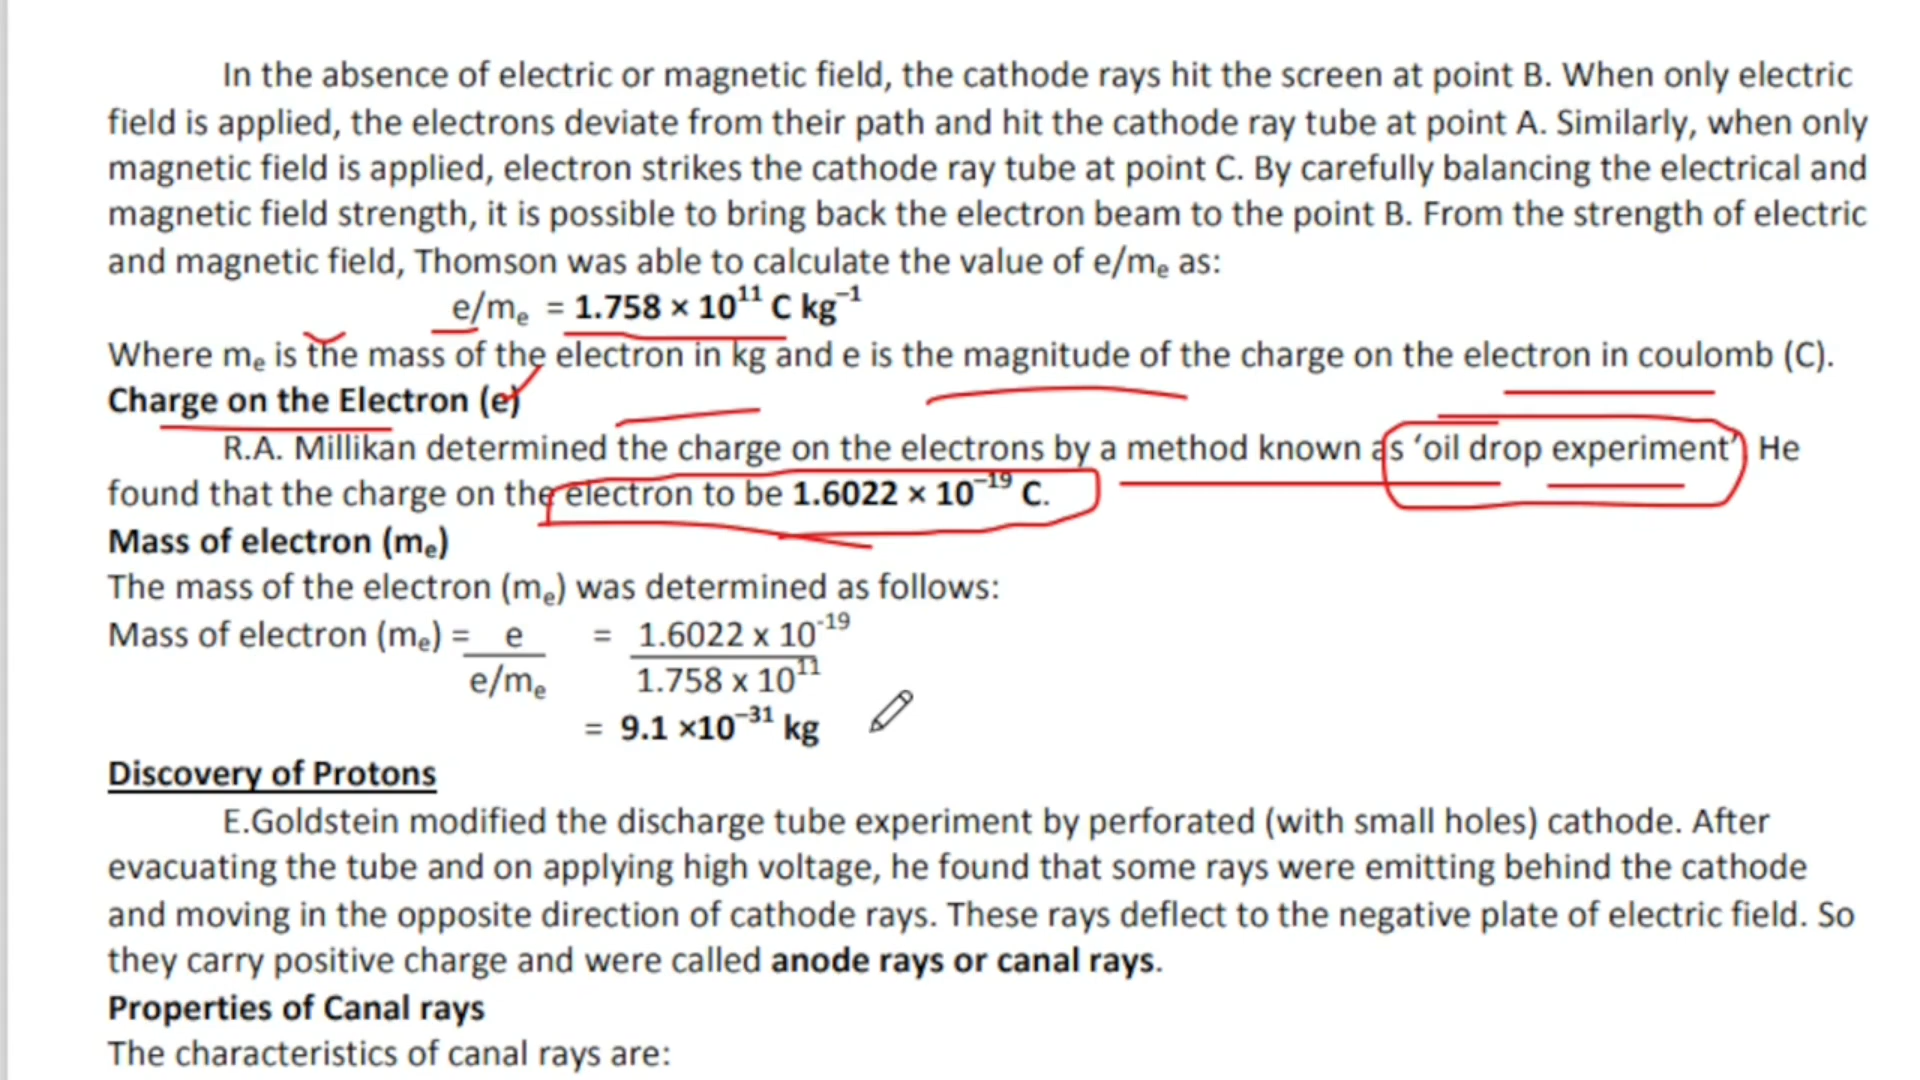 In the absence of electric or magnetic field, the cathode rays hit the screen at point B. When only electric
field is applied, the electrons deviate from their path and hit the cathode ray tube at point A. Similarly, when only
magnetic field is applied, electron strikes the cathode ray tube at point C. By carefully balancing the electrical and
magnetic field strength, it is possible to bring back the electron beam to the point B. From the strength of electric
and magnetic field, Thomson was able to calculate the value of e/mₑ as:
e/mₑ = 1.758 × 10¹¹ C kg⁻¹
Where mₑ is the mass of the electron in kg and e is the magnitude of the charge on the electron in coulomb (C).
Charge on the Electron (e)
R.A. Millikan determined the charge on the electrons by a method known as ‘oil drop experiment’ He
found that the charge on the electron to be 1.6022 × 10⁻¹⁹ C.
Mass of electron (mₑ)
The mass of the electron (mₑ) was determined as follows:
Mass of electron (mₑ) = e = 1.6022 x 10⁻¹⁹
e/mₑ 1.758 x 10¹¹
= 9.1 ×10⁻³¹ kg
Discovery of Protons
E.Goldstein modified the discharge tube experiment by perforated (with small holes) cathode. After
evacuating the tube and on applying high voltage, he found that some rays were emitting behind the cathode
and moving in the opposite direction of cathode rays. These rays deflect to the negative plate of electric field. So
they carry positive charge and were called anode rays or canal rays.
Properties of Canal rays
The characteristics of canal rays are: